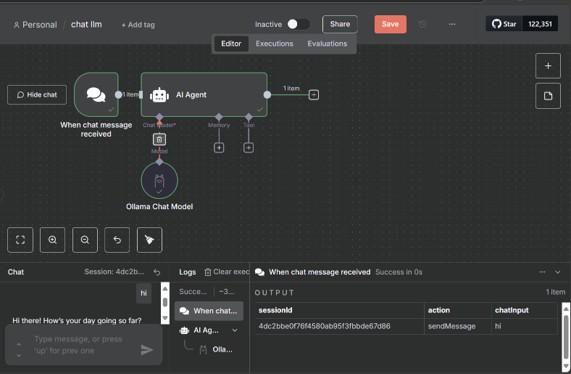 Personal / chat llm + Add tag Inactive Share Save ... Star 122,351
Editor Executions Evaluations
Hide chat
1 item
AI Agent
1 item
When chat message
received
Chat Model*
Memory
Tool
Model
Ollama Chat Model
Chat Session: 4dc2b...
hi
Hi there! How's your day going so far?
Type message, or press
'up' for prev one
Logs Clear exec
Succe... ~3...
When chat...
AI Ag...
Olla...
When chat message received Success in 0s
OUTPUT 1 item
sessionId action chatInput
4dc2bbe0f76f4580ab95f3fbbde67d86 sendMessage hi